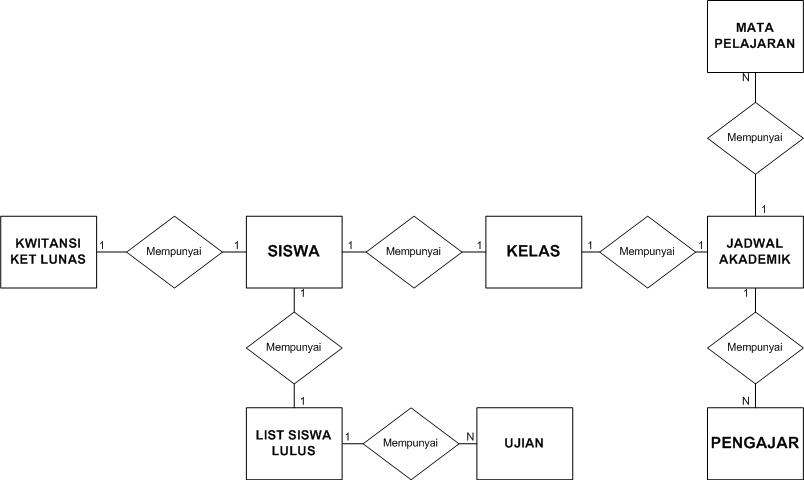 MATA
PELAJARAN
N
Mempunyai
1
KWITANSI
KET LUNAS
1
Mempunyai
1
SISWA
1
Mempunyai
1
KELAS
1
Mempunyai
1
JADWAL
AKADEMIK
1
1
Mempunyai
Mempunyai
1
N
LIST SISWA
LULUS
1
Mempunyai
N
UJIAN
PENGAJAR